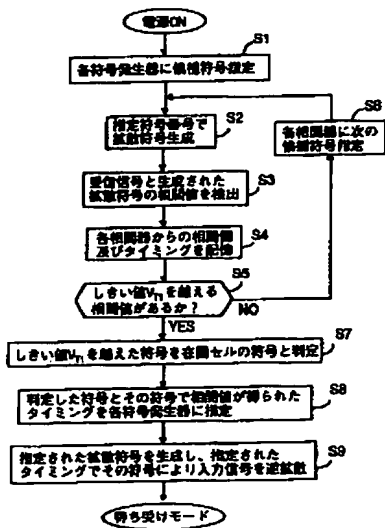 電源ON
S1
各符号発生器に候補符号指定
S2
指定符号番号で
拡散符号生成
S6
各相関器に次の
候補符号指定
S3
受信信号と生成された
拡散符号の相関値を検出
S4
各相関器からの相関値
及びタイミングを記憶
S5
しきい値VT1を越える
相関値があるか?
NO
YES
S7
しきい値VT1を越えた符号を在圏セルの符号と判定
S8
判定した符号とその符号で相関値が得られた
タイミングを各符号発生器に指定
S9
指定された拡散符号を生成し、指定された
タイミングでその符号により入力信号を逆拡散
待ち受けモード